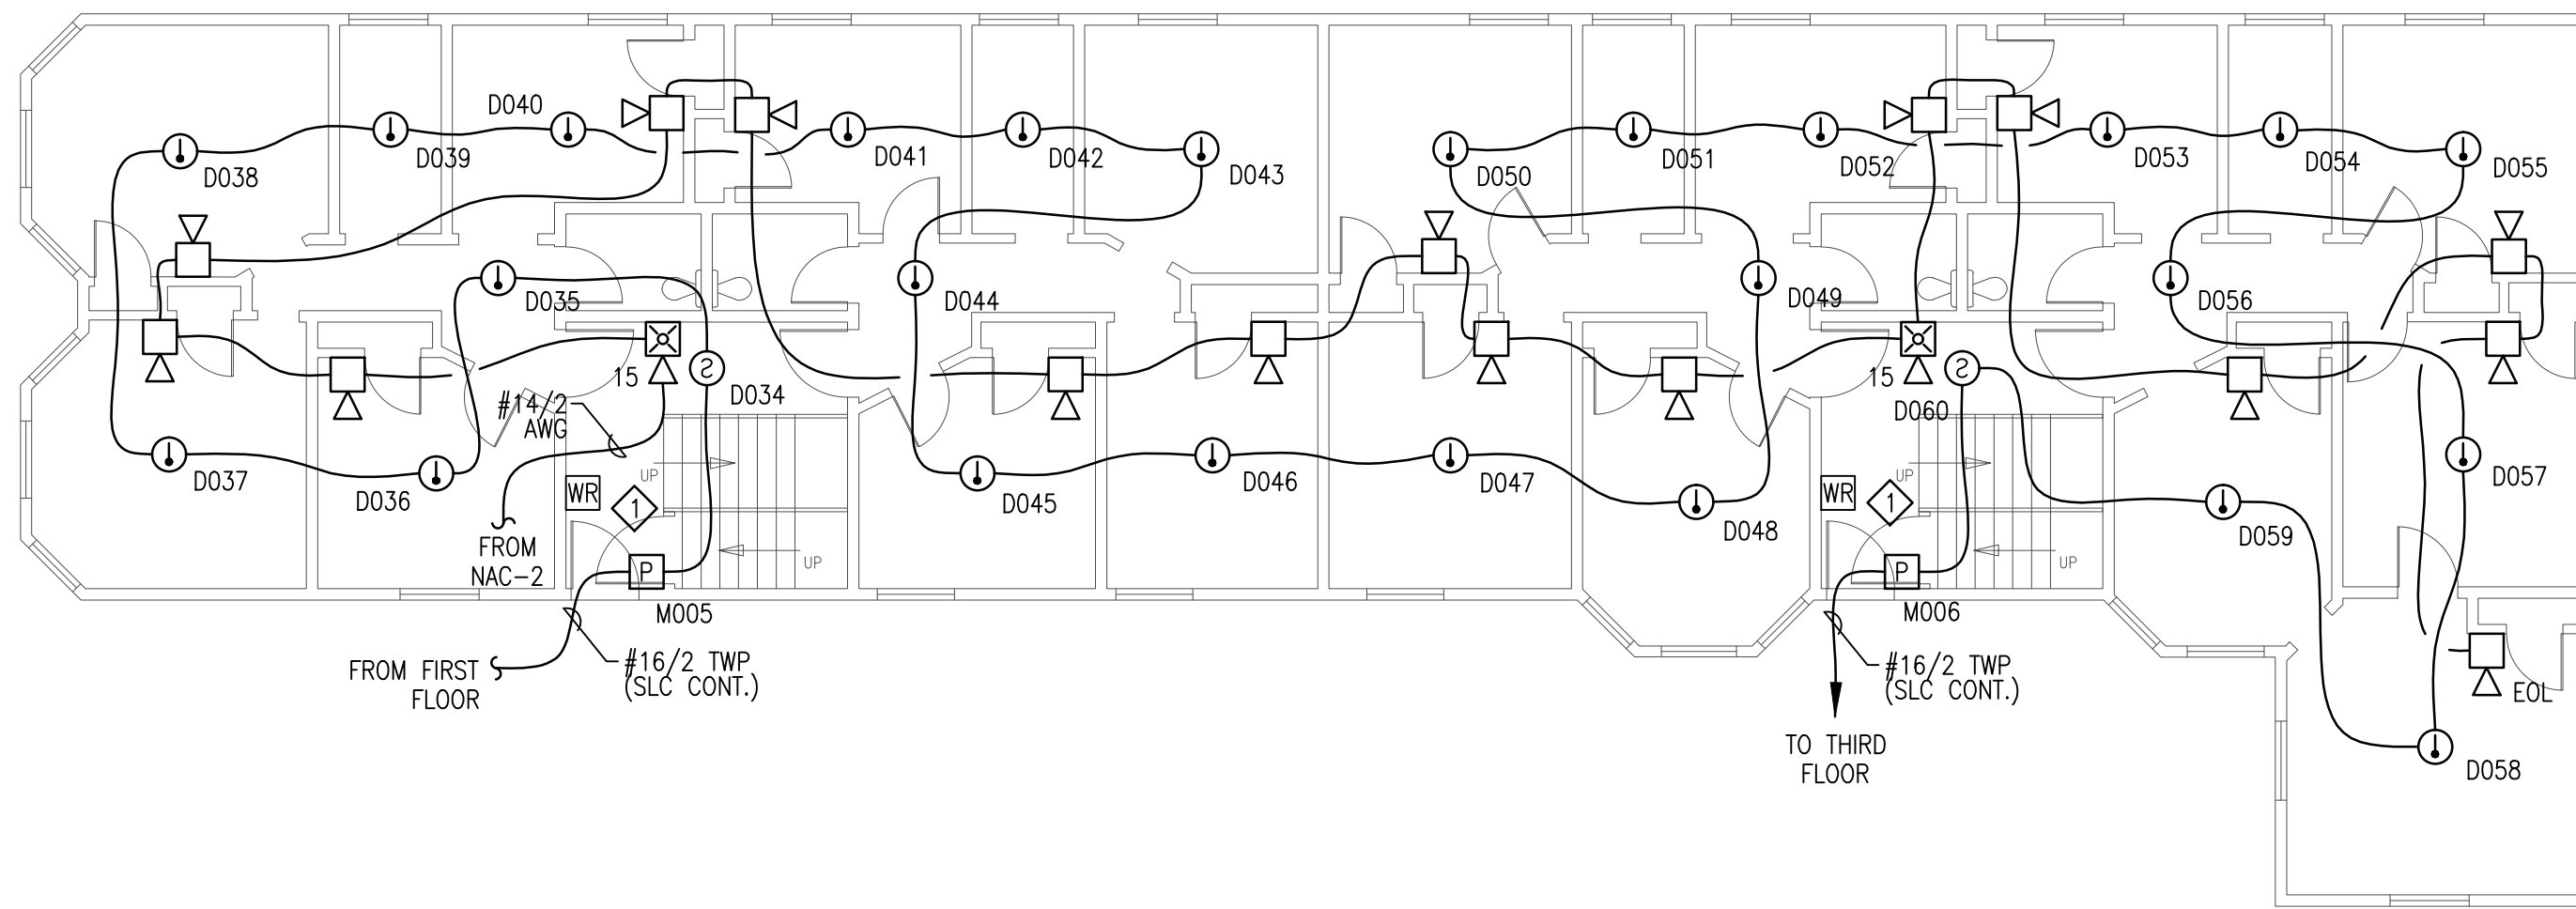 D040
D039
D038
D041
D042
D043
D050
D051
D052
D053
D054
D055
D035
D044
D049
D056
15
D034
#14/2
AWG
15
D060
D037
D036
WR
1
UP
UP
D045
D046
D047
D048
WR
1
UP
UP
D059
D057
FROM
NAC-2
P
M005
P
M006
FROM FIRST
FLOOR
#16/2 TWP
(SLC CONT.)
#16/2 TWP
(SLC CONT.)
EOL
TO THIRD
FLOOR
D058
S
S